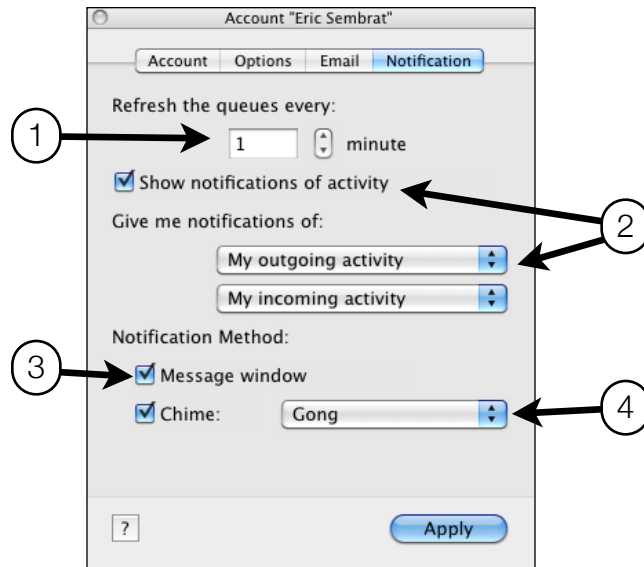 Account "Eric Sembrat"
Account Options Email Notification
Refresh the queues every:
1
1 minute
Show notifications of activity
2
Give me notifications of:
My outgoing activity
My incoming activity
Notification Method:
3
Message window
Chime: Gong
4
? Apply